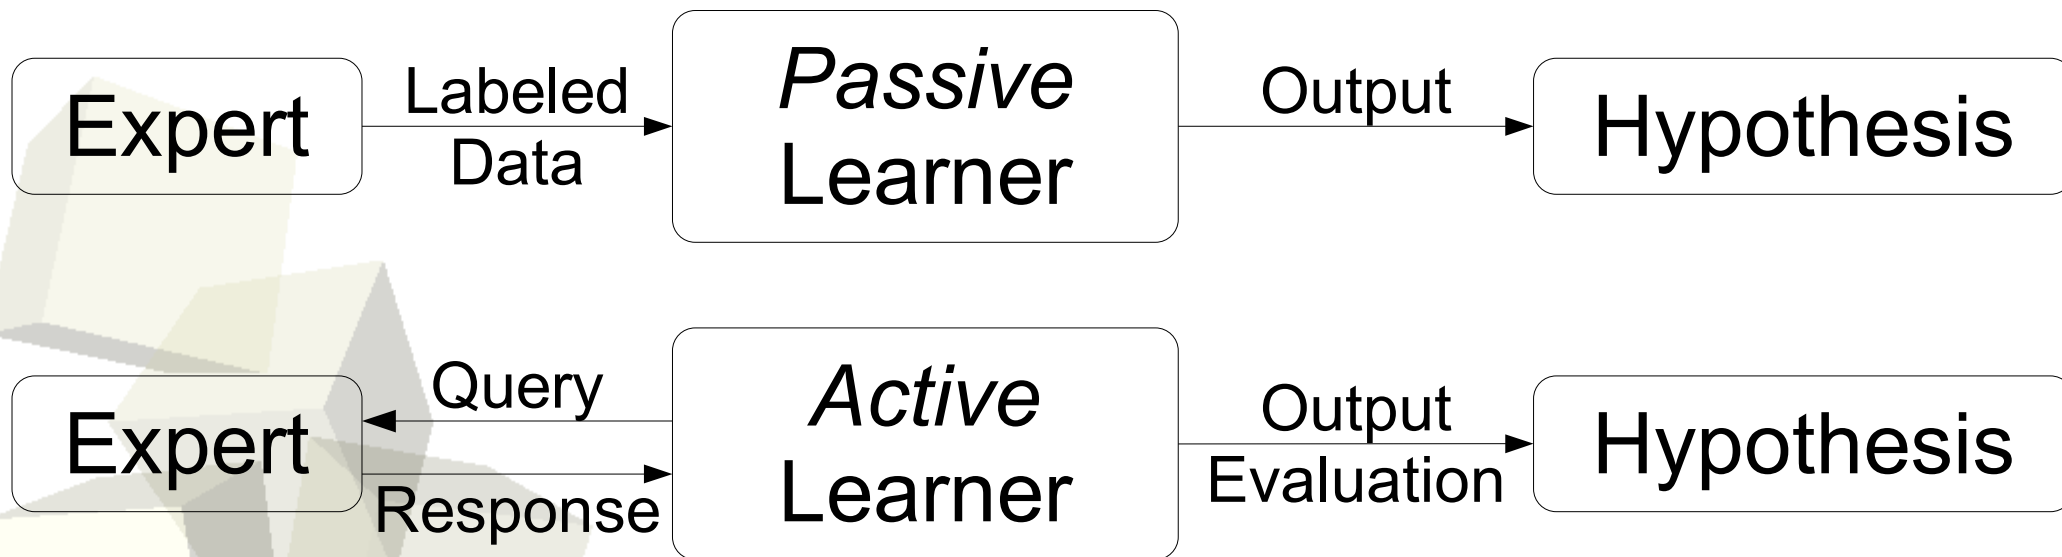 Expert
Labeled
Data
Passive
Learner
Output
Hypothesis
Expert
Query
Response
Active
Learner
Output
Evaluation
Hypothesis